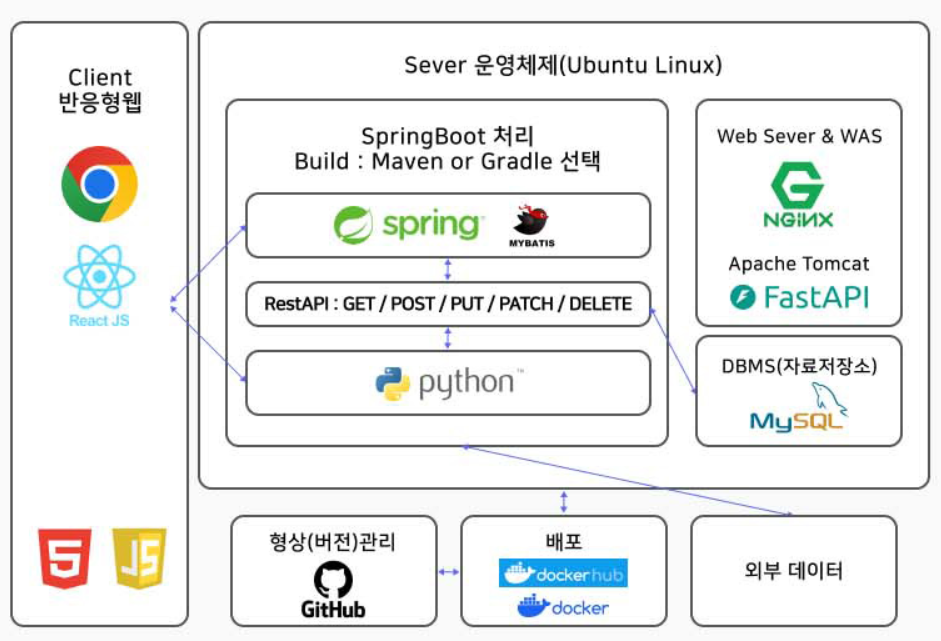 Client
반응형웹
React JS
5
JS
Sever 운영체제(Ubuntu Linux)
SpringBoot 처리
Build : Maven or Gradle 선택
spring
MYBATIS
RestAPI : GET / POST / PUT / PATCH / DELETE
python™
Web Sever & WAS
G
NGiNX
Apache Tomcat
FastAPI
DBMS(자료저장소)
MySQL
형상(버전)관리
GitHub
배포
dockerhub
docker
외부 데이터